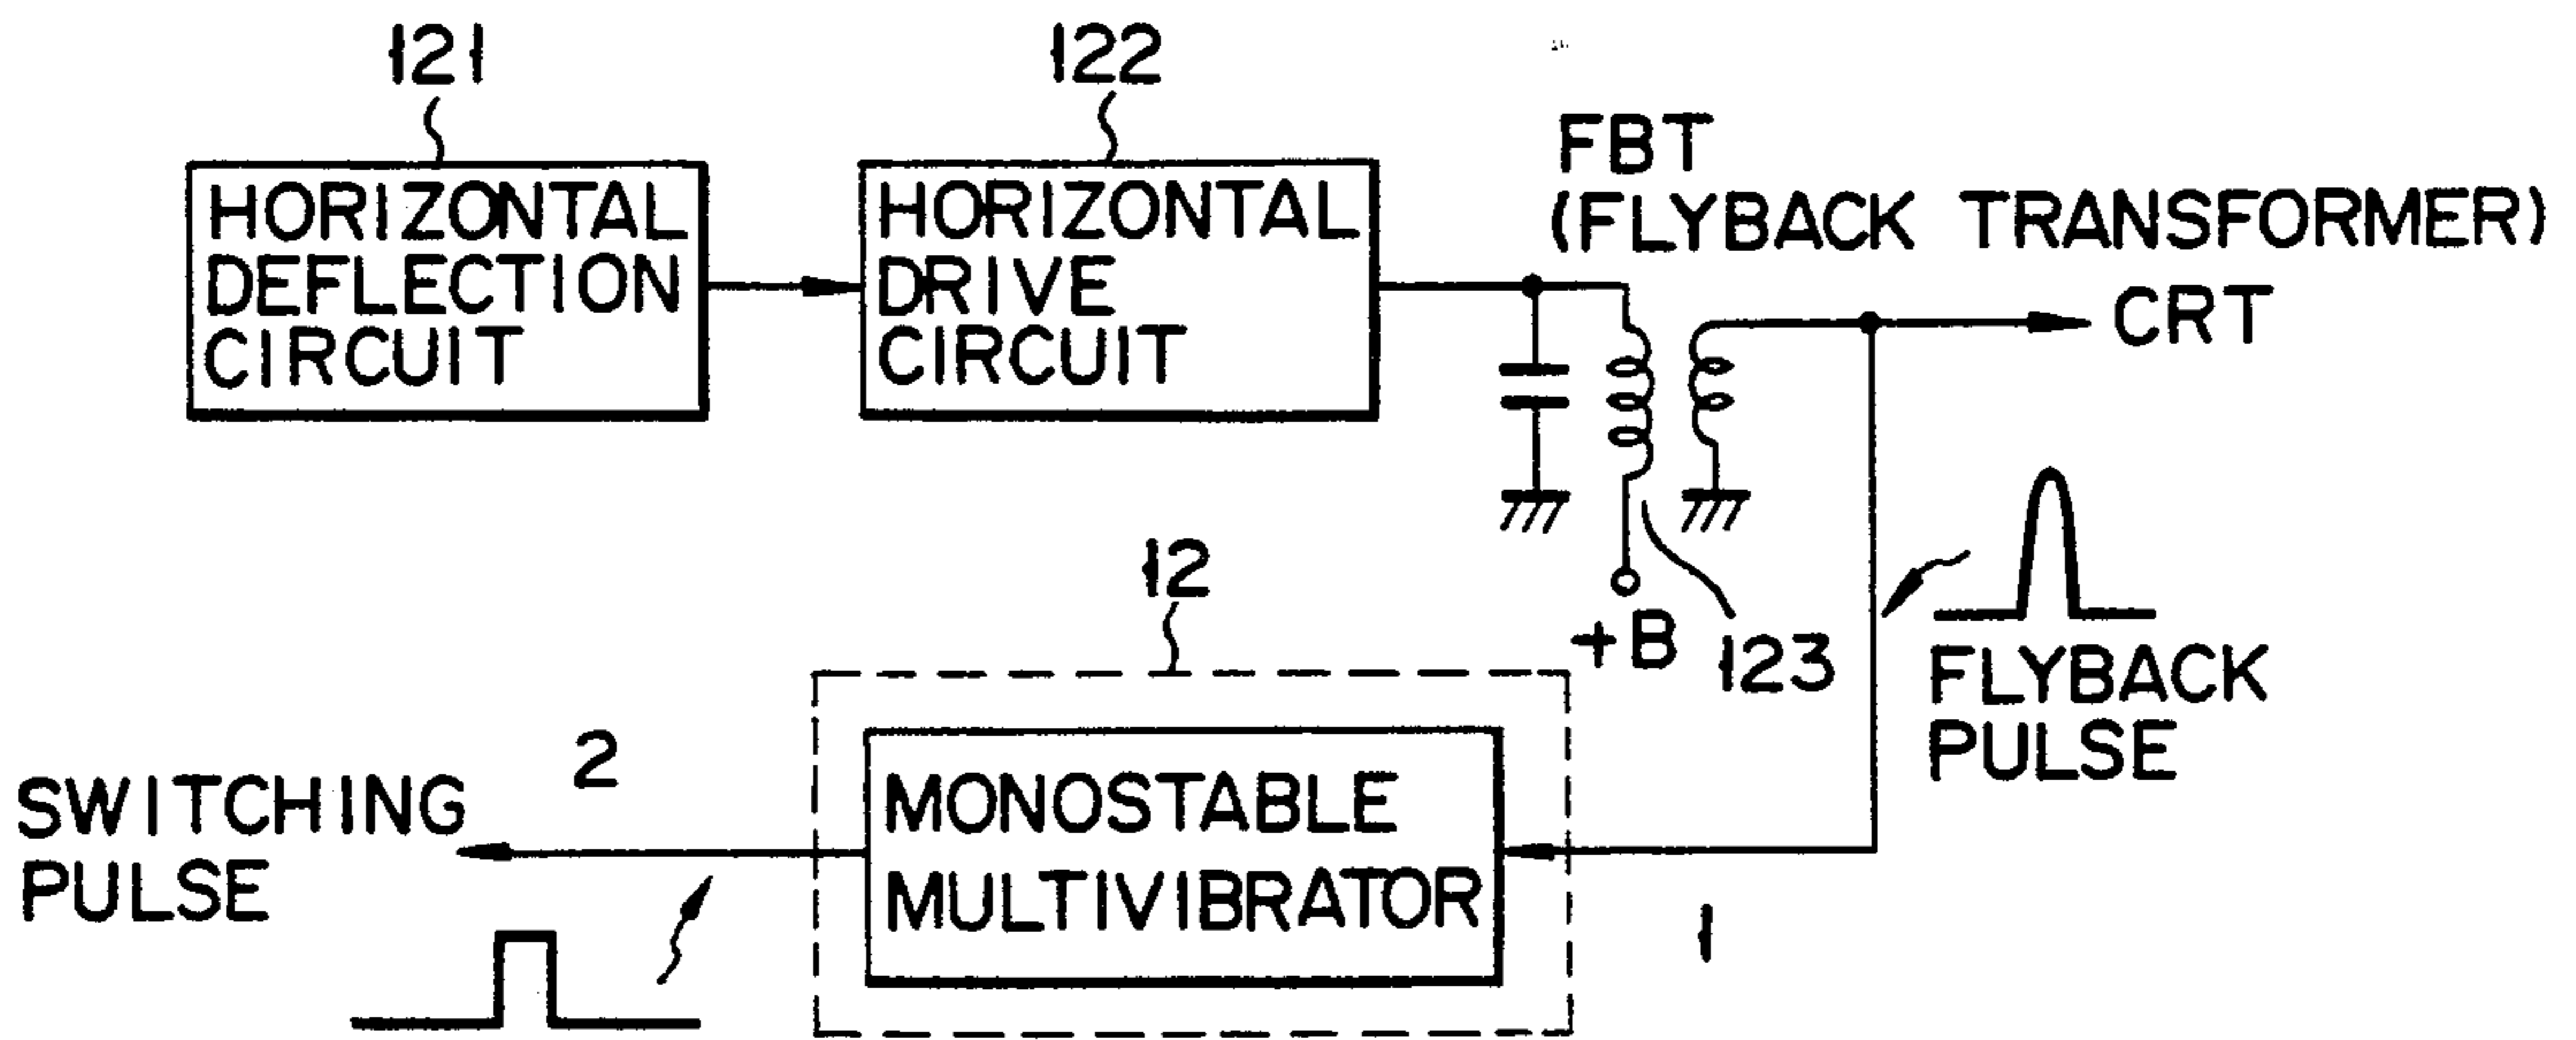 121
122
HORIZONTAL
DEFLECTION
CIRCUIT
HORIZONTAL
DRIVE
CIRCUIT
FBT
(FLYBACK TRANSFORMER)
CRT
+B
123
FLYBACK
PULSE
12
MONOSTABLE
MULTIVIBRATOR
1
2
SWITCHING
PULSE